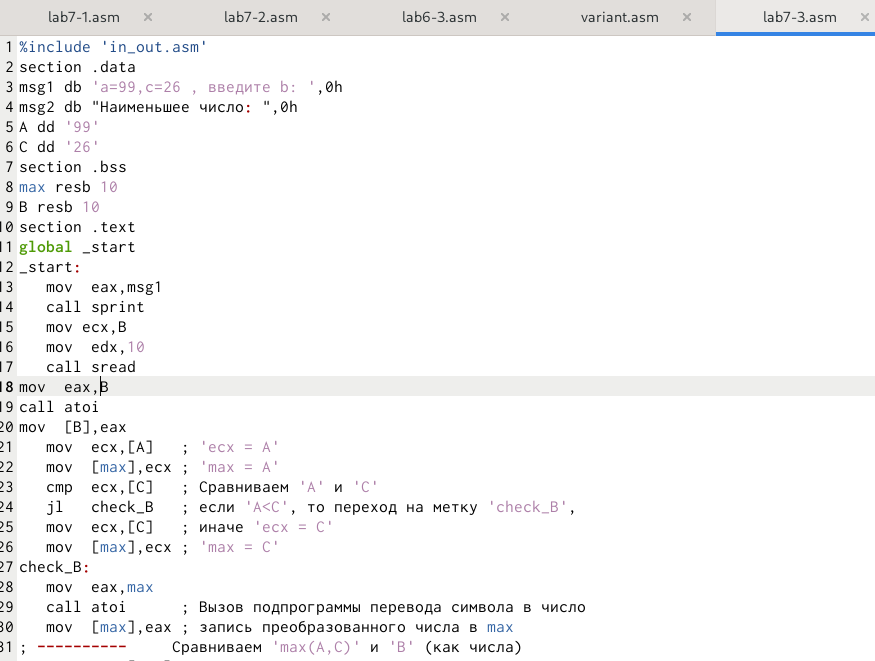 lab7-1.asm × lab7-2.asm × lab6-3.asm × variant.asm × lab7-3.asm ×
1 %include 'in_out.asm'
2 section .data
3 msg1 db 'a=99,c=26 , введите b: ',0h
4 msg2 db "Наименьшее число: ",0h
5 A dd '99'
6 C dd '26'
7 section .bss
8 max resb 10
9 B resb 10
10 section .text
11 global _start
12 _start:
13    mov  eax,msg1
14    call sprint
15    mov ecx,B
16    mov  edx,10
17    call sread
18 mov  eax,B
19 call atoi
20 mov  [B],eax
21    mov  ecx,[A]   ; 'ecx = A'
22    mov  [max],ecx ; 'max = A'
23    cmp  ecx,[C]   ; Сравниваем 'A' и 'C'
24    jl   check_B   ; если 'A<C', то переход на метку 'check_B',
25    mov  ecx,[C]   ; иначе 'ecx = C'
26    mov  [max],ecx ; 'max = C'
27 check_B:
28    mov  eax,max
29    call atoi      ; Вызов подпрограммы перевода символа в число
30    mov  [max],eax ; запись преобразованного числа в max
31 ; ----------     Сравниваем 'max(A,C)' и 'B' (как числа)